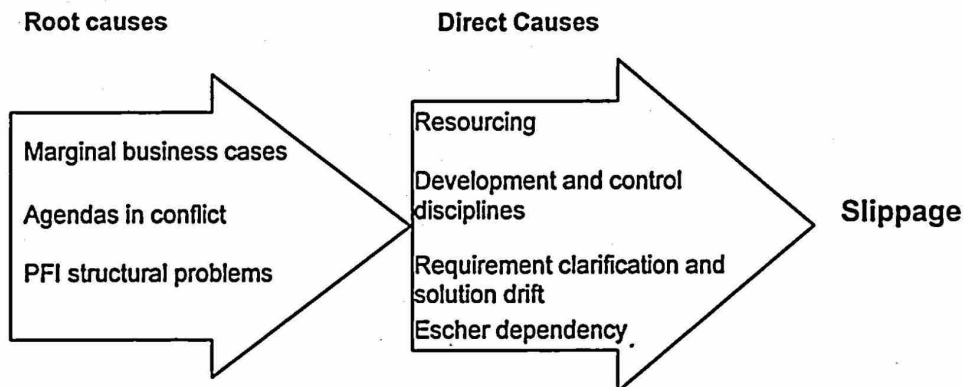 Root causes
Marginal business cases
Agendas in conflict
PFI structural problems
Direct Causes
Resourcing
Development and control
disciplines
Requirement clarification and
solution drift
Escher dependency
Slippage